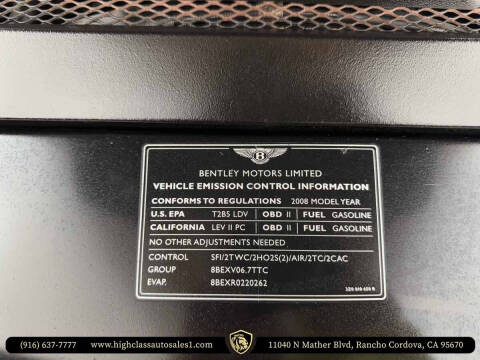 B
BENTLEY MOTORS LIMITED
VEHICLE EMISSION CONTROL INFORMATION
CONFORMS TO REGULATIONS 2008 MODEL YEAR
U.S. EPA T2B5 LDV OBD II FUEL GASOLINE
CALIFORNIA LEV II PC OBD II FUEL GASOLINE
NO OTHER ADJUSTMENTS NEEDED
CONTROL SFI/2TWC/2HO2S(2)/AIR/2TC/2CAC
GROUP 8BEXV06.7TTC
EVAP. 8BEXR0220262
(916) 637-7777 www.highclassautosales1.com 11040 N Mather Blvd, Rancho Cordova, CA 95670